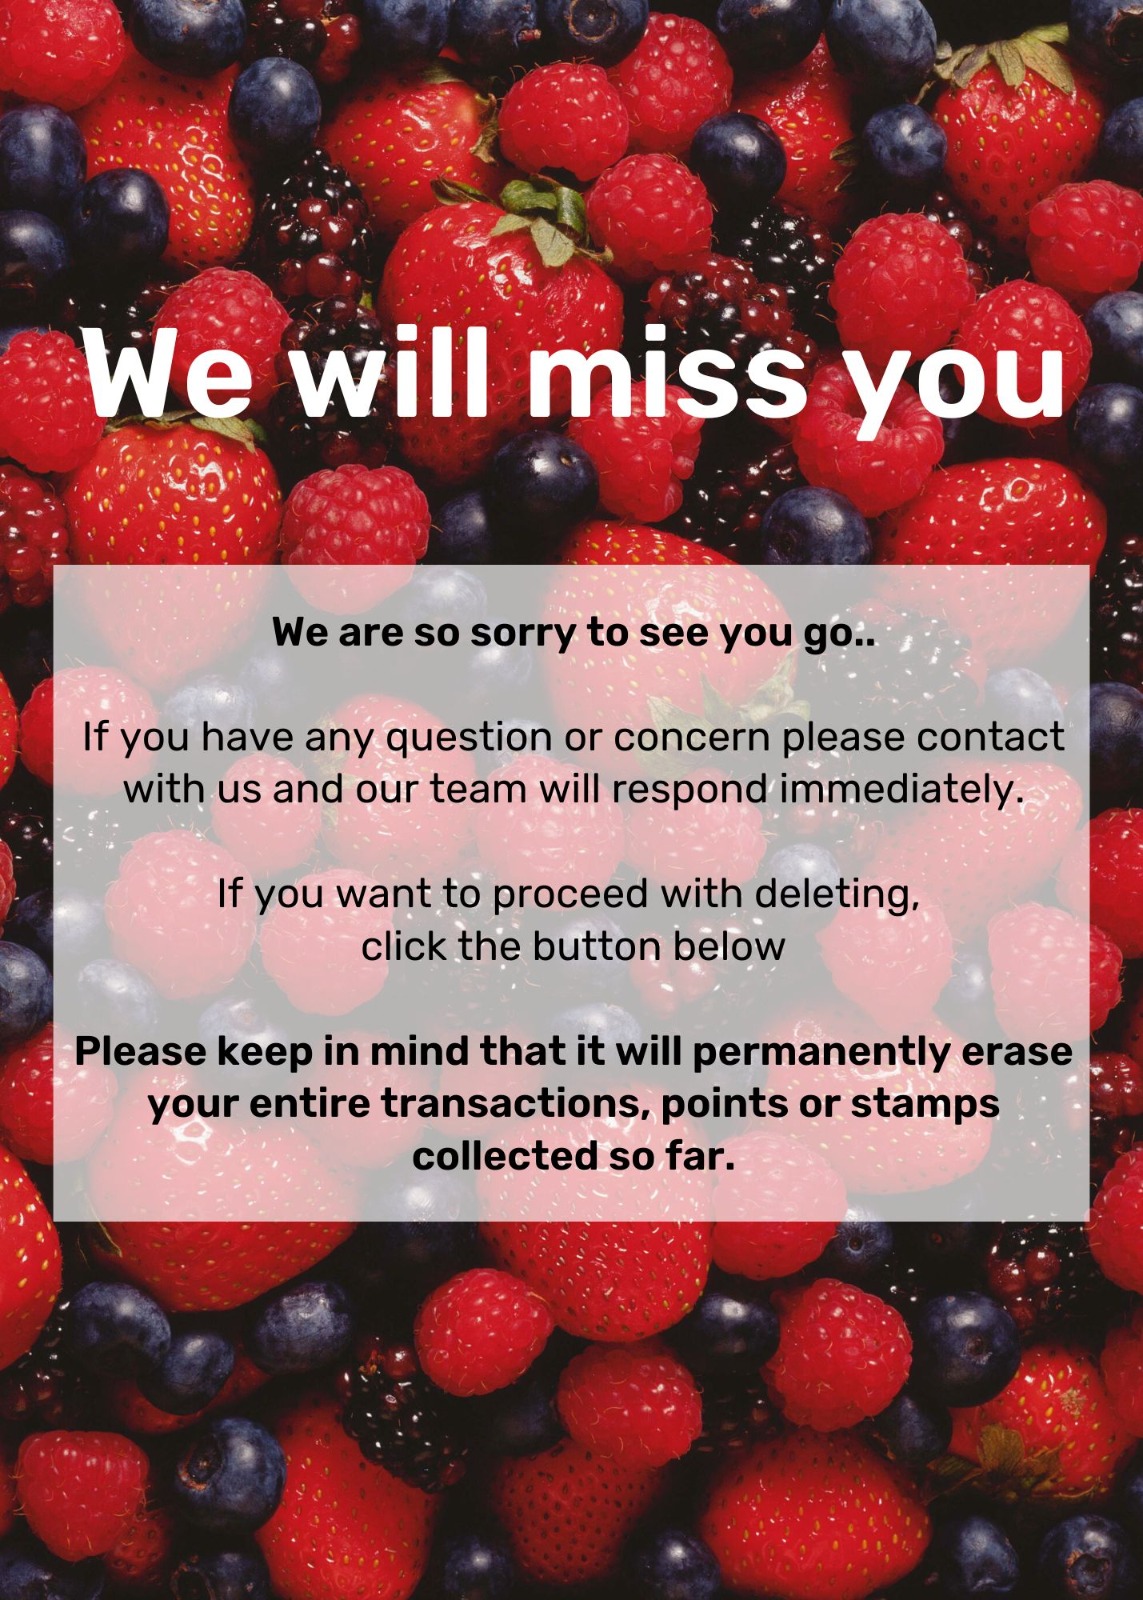 We will miss you
We are so sorry to see you go..
If you have any question or concern please contact
with us and our team will respond immediately.
If you want to proceed with deleting,
click the button below
Please keep in mind that it will permanently erase
your entire transactions, points or stamps
collected so far.